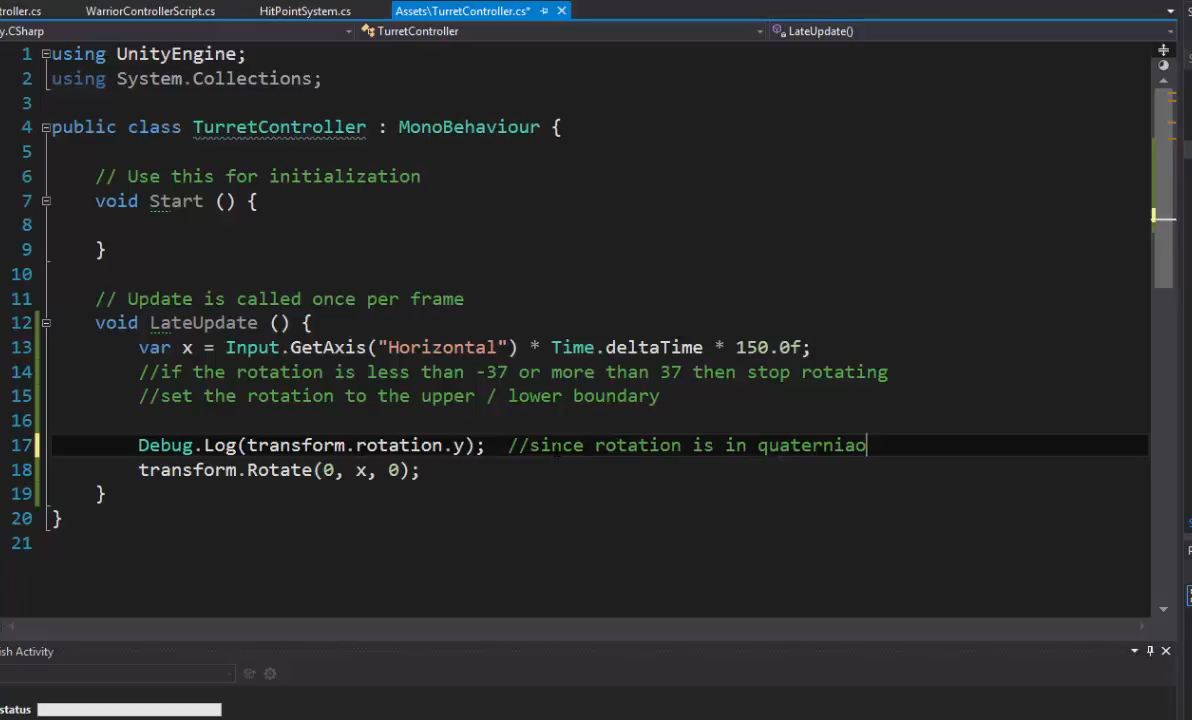 roller.cs WarriorControllerScript.cs HitPointSystem.cs Assets\TurretController.cs*
y.CSharp TurretController LateUpdate()
1 using UnityEngine;
2 using System.Collections;
3
4 public class TurretController : MonoBehaviour {
5
6 // Use this for initialization
7 void Start () {
8
9 }
10
11 // Update is called once per frame
12 void LateUpdate () {
13 var x = Input.GetAxis("Horizontal") * Time.deltaTime * 150.0f;
14 //if the rotation is less than -37 or more than 37 then stop rotating
15 //set the rotation to the upper / lower boundary
16
17 Debug.Log(transform.rotation.y); //since rotation is in quaterniao
18 transform.Rotate(0, x, 0);
19 }
20 }
21
sh Activity
status